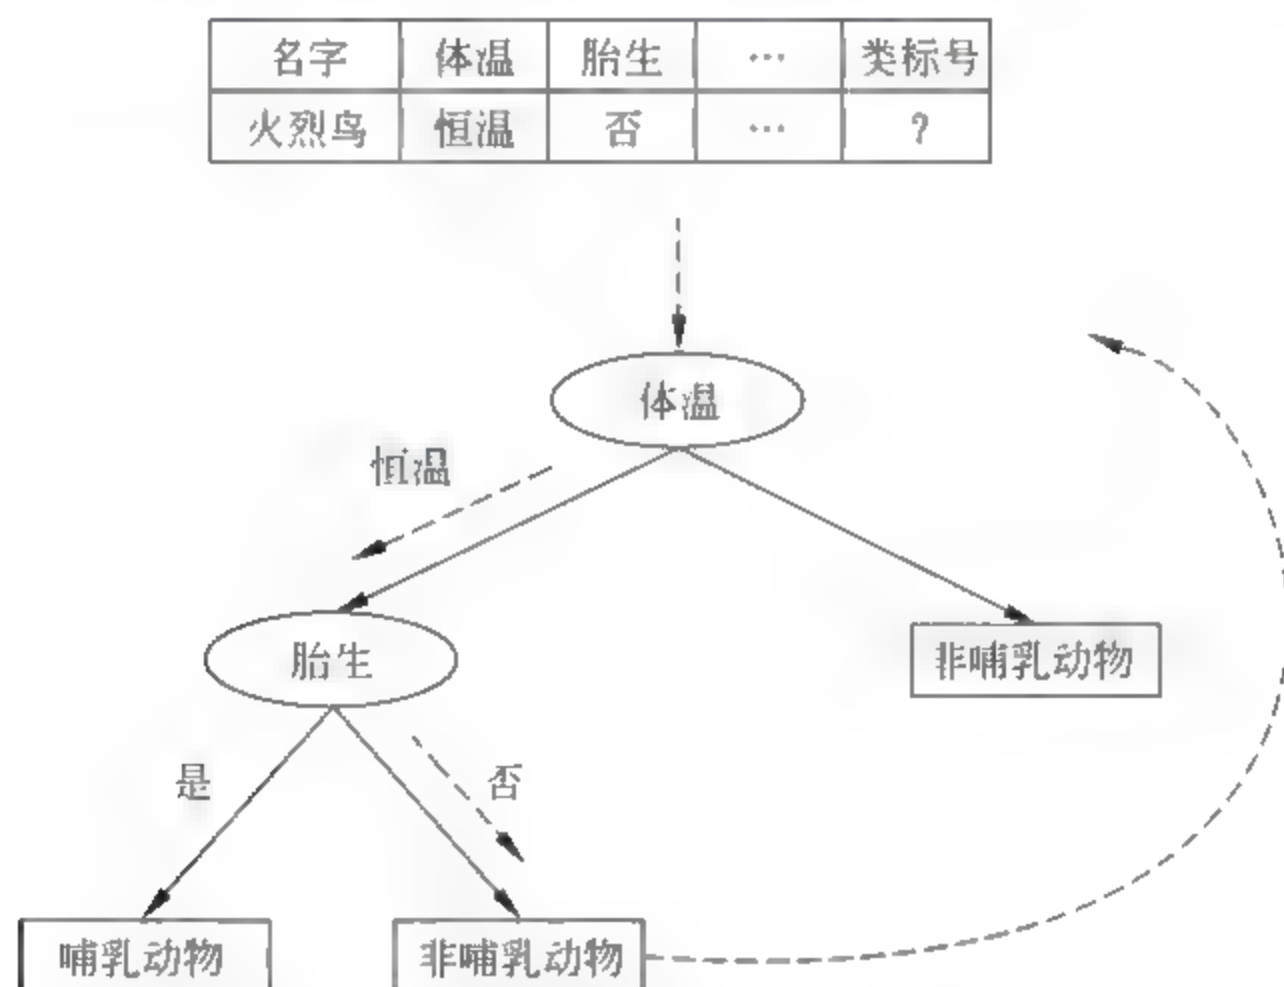 名字 体温 胎生 … 类标号
火烈鸟 恒温 否 … ?
体温
恒温
胎生
非哺乳动物
是
否
哺乳动物
非哺乳动物